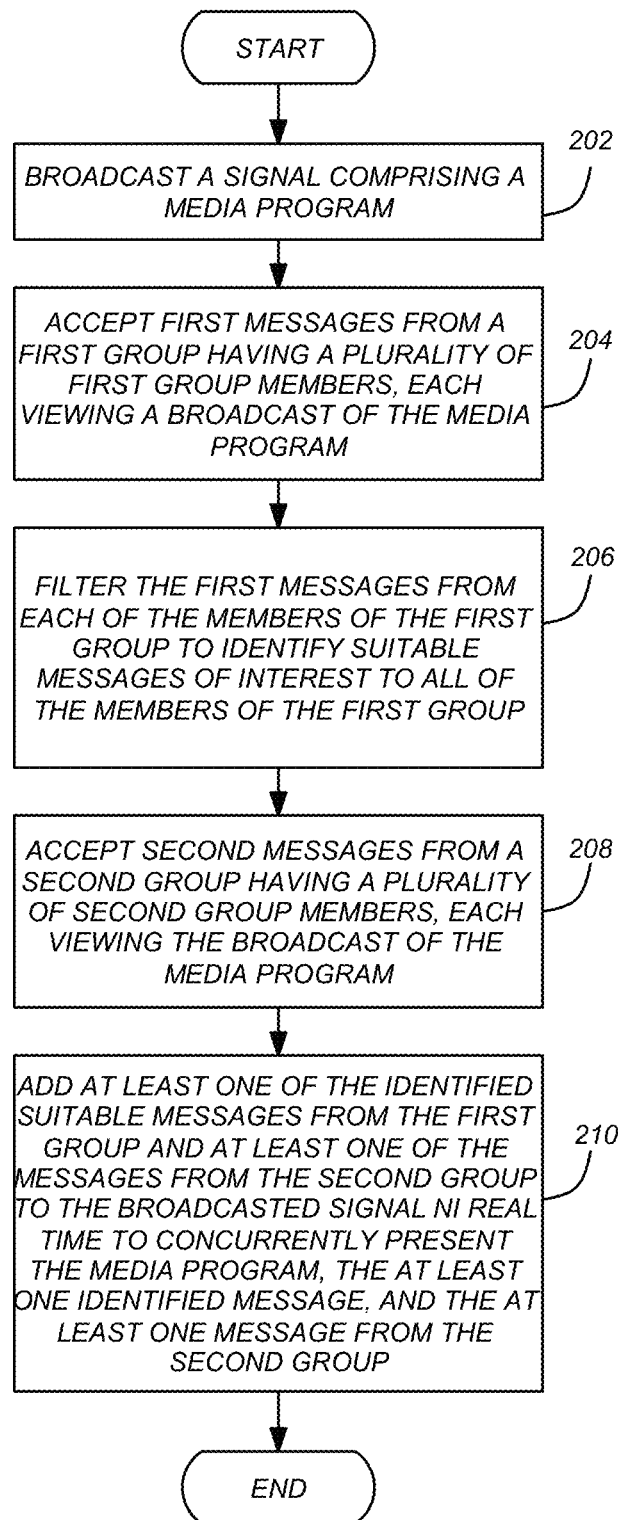 START
202
BROADCAST A SIGNAL COMPRISING A
MEDIA PROGRAM
204
ACCEPT FIRST MESSAGES FROM A
FIRST GROUP HAVING A PLURALITY OF
FIRST GROUP MEMBERS, EACH
VIEWING A BROADCAST OF THE MEDIA
PROGRAM
206
FILTER THE FIRST MESSAGES FROM
EACH OF THE MEMBERS OF THE FIRST
GROUP TO IDENTIFY SUITABLE
MESSAGES OF INTEREST TO ALL OF
THE MEMBERS OF THE FIRST GROUP
208
ACCEPT SECOND MESSAGES FROM A
SECOND GROUP HAVING A PLURALITY
OF SECOND GROUP MEMBERS, EACH
VIEWING THE BROADCAST OF THE
MEDIA PROGRAM
210
ADD AT LEAST ONE OF THE IDENTIFIED
SUITABLE MESSAGES FROM THE FIRST
GROUP AND AT LEAST ONE OF THE
MESSAGES FROM THE SECOND GROUP
TO THE BROADCASTED SIGNAL NI REAL
TIME TO CONCURRENTLY PRESENT
THE MEDIA PROGRAM, THE AT LEAST
ONE IDENTIFIED MESSAGE, AND THE AT
LEAST ONE MESSAGE FROM THE
SECOND GROUP
END